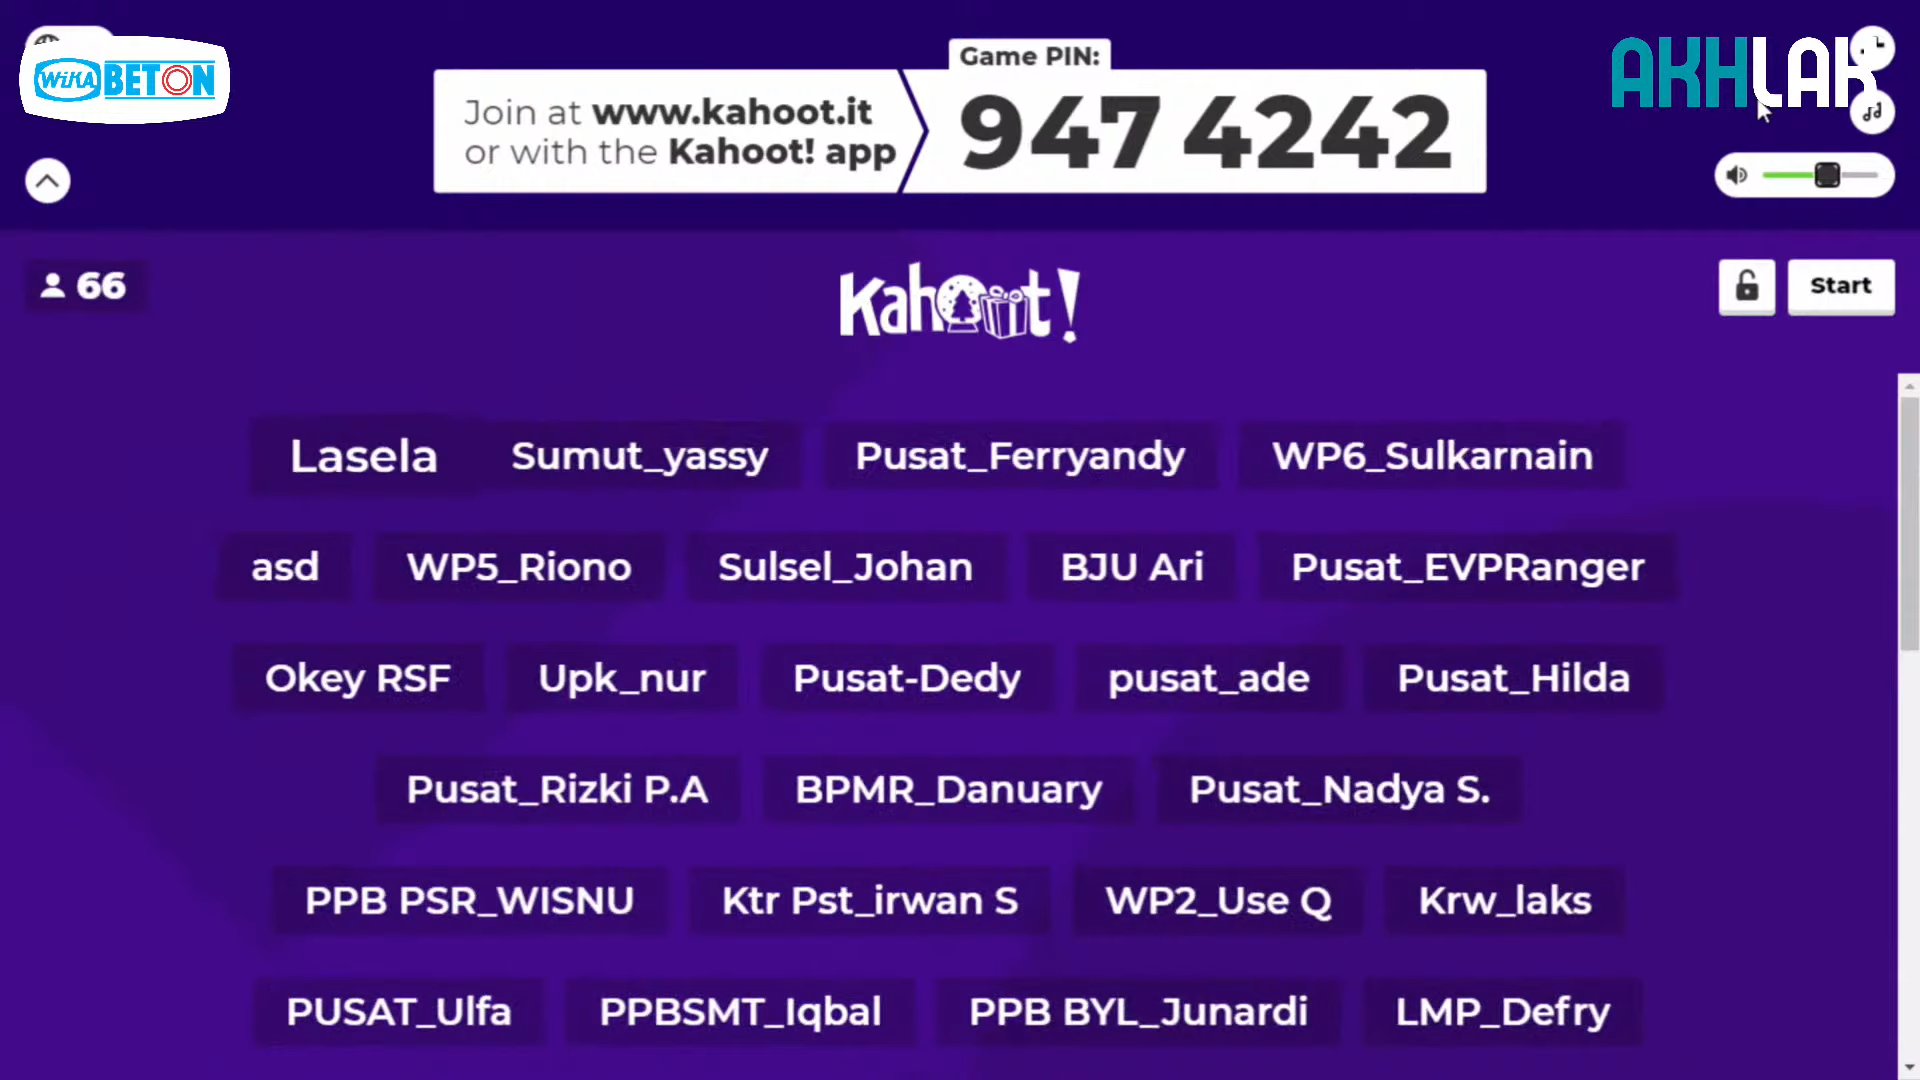 WIKA BETON
Game PIN:
Join at www.kahoot.it
or with the Kahoot! app
947 4242
AKHLAK
66
Kahoot!
Start
Lasela Sumut_yassy Pusat_Ferryandy WP6_Sulkarnain
asd WP5_Riono Sulsel_Johan BJU Ari Pusat_EVPRanger
Okey RSF Upk_nur Pusat-Dedy pusat_ade Pusat_Hilda
Pusat_Rizki P.A BPMR_Danuary Pusat_Nadya S.
PPB PSR_WISNU Ktr Pst_irwan S WP2_Use Q Krw_laks
PUSAT_Ulfa PPBSMT_Iqbal PPB BYL_Junardi LMP_Defry